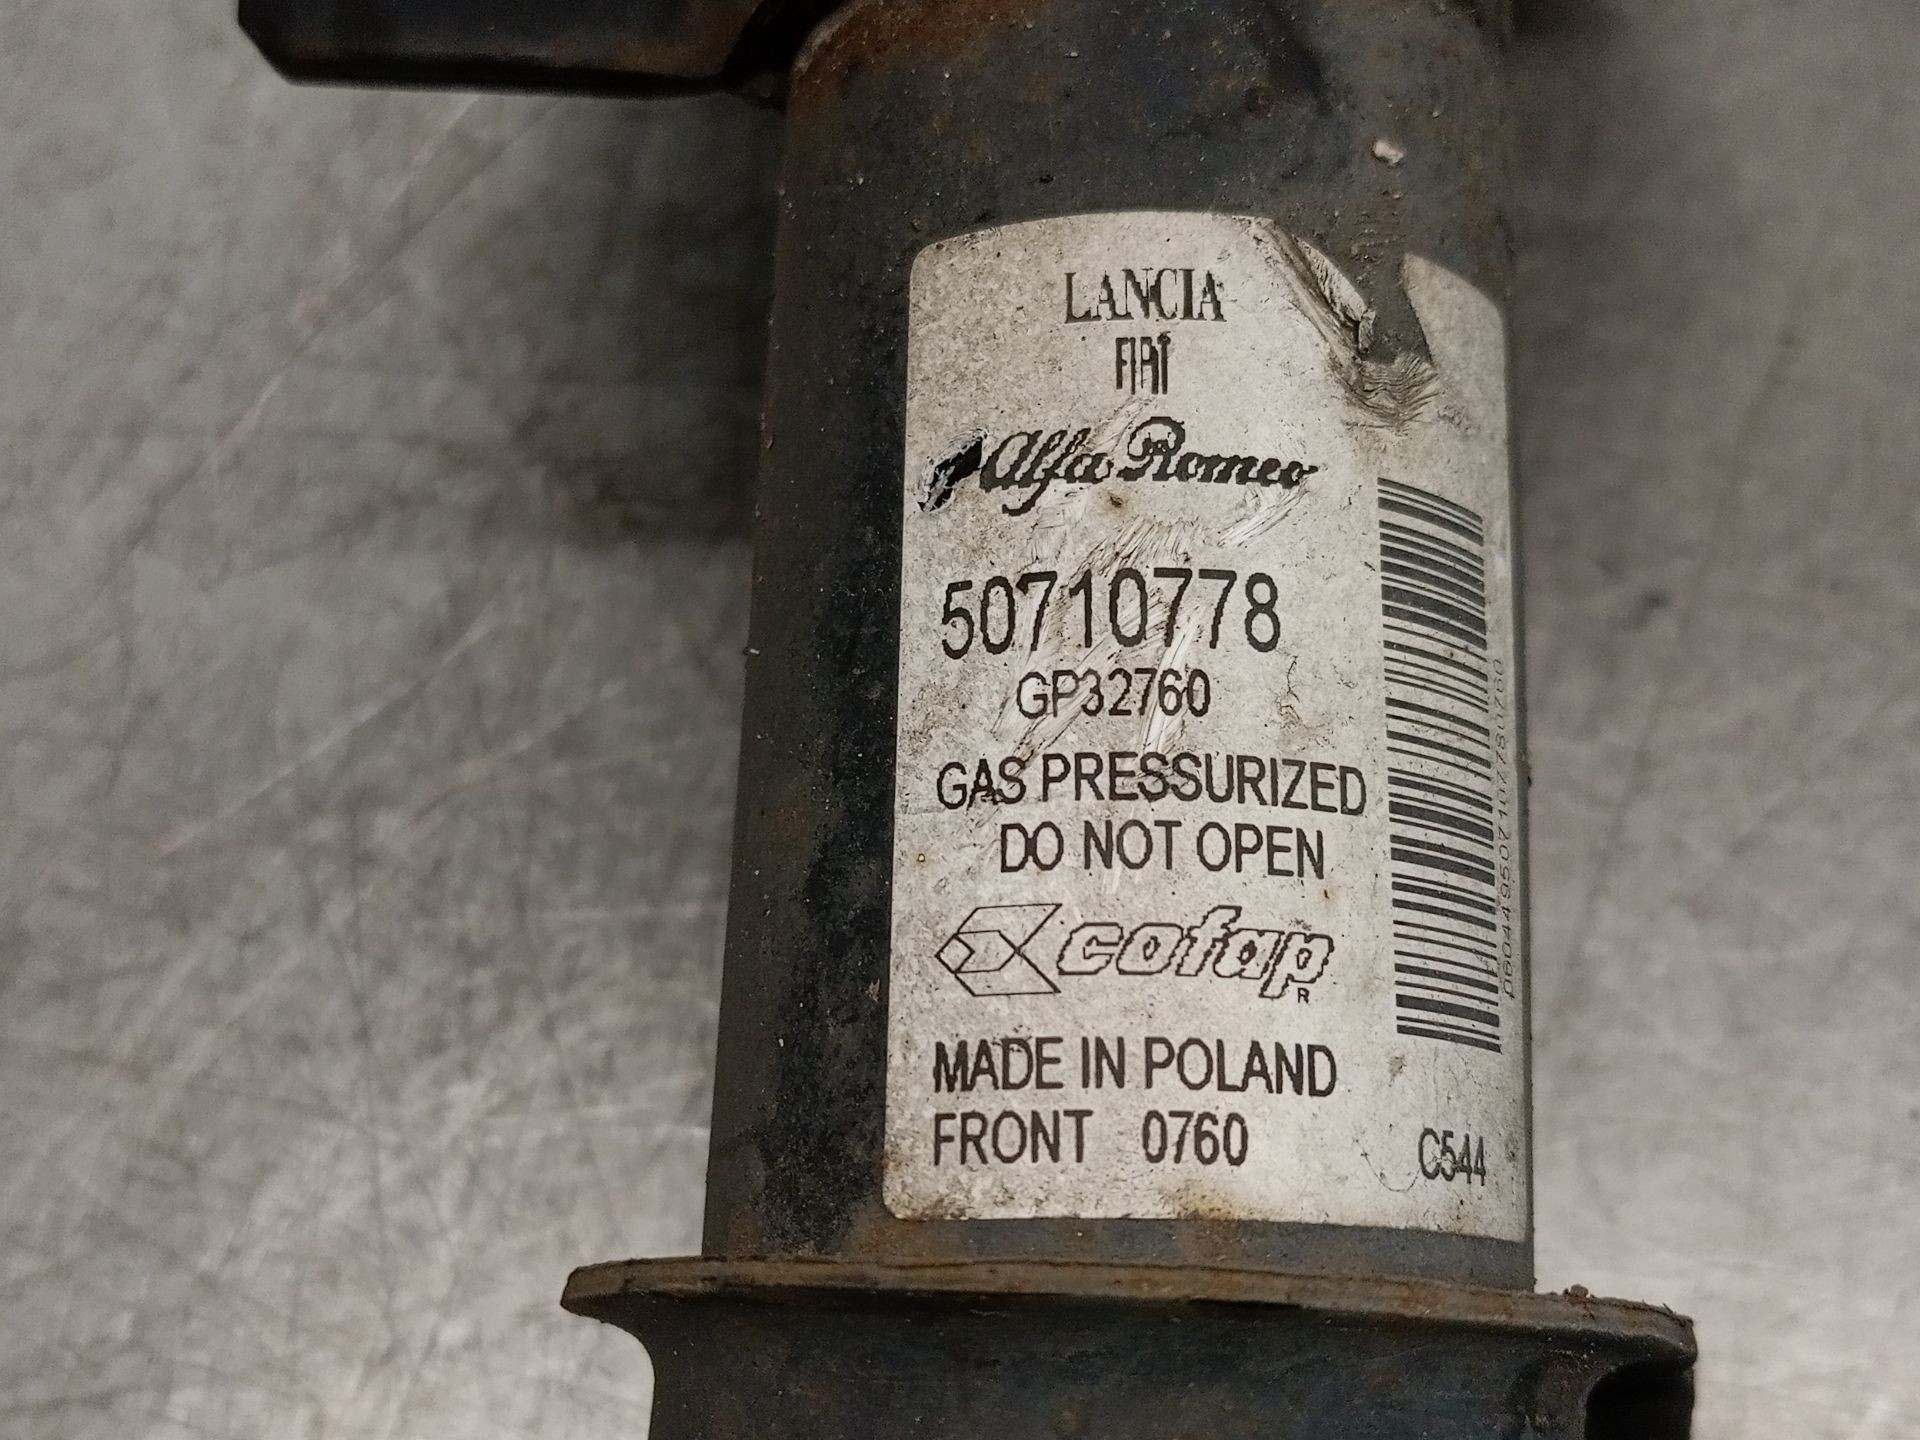 LANCIA
FIAT
Alfa Romeo
50710778
GP32760
GAS PRESSURIZED
DO NOT OPEN
cofap
R
MADE IN POLAND
FRONT 0760
C544